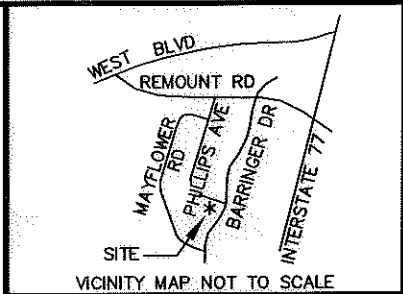 WEST BLVD
REMOUNT RD
MAYFLOWER
RD
PHILLIPS AVE
BARRINGER DR
INTERSTATE 77
SITE
VICINITY MAP NOT TO SCALE